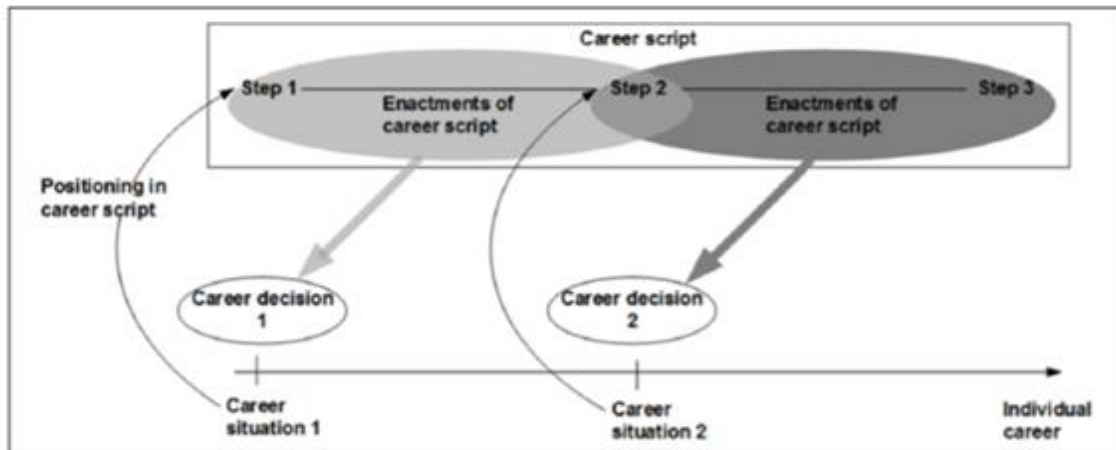 Career script
Step 1
Step 2
Step 3
Enactments of
career script
Enactments of
career script
Positioning in
career script
Career decision
1
Career decision
2
Career
situation 1
Career
situation 2
Individual
career